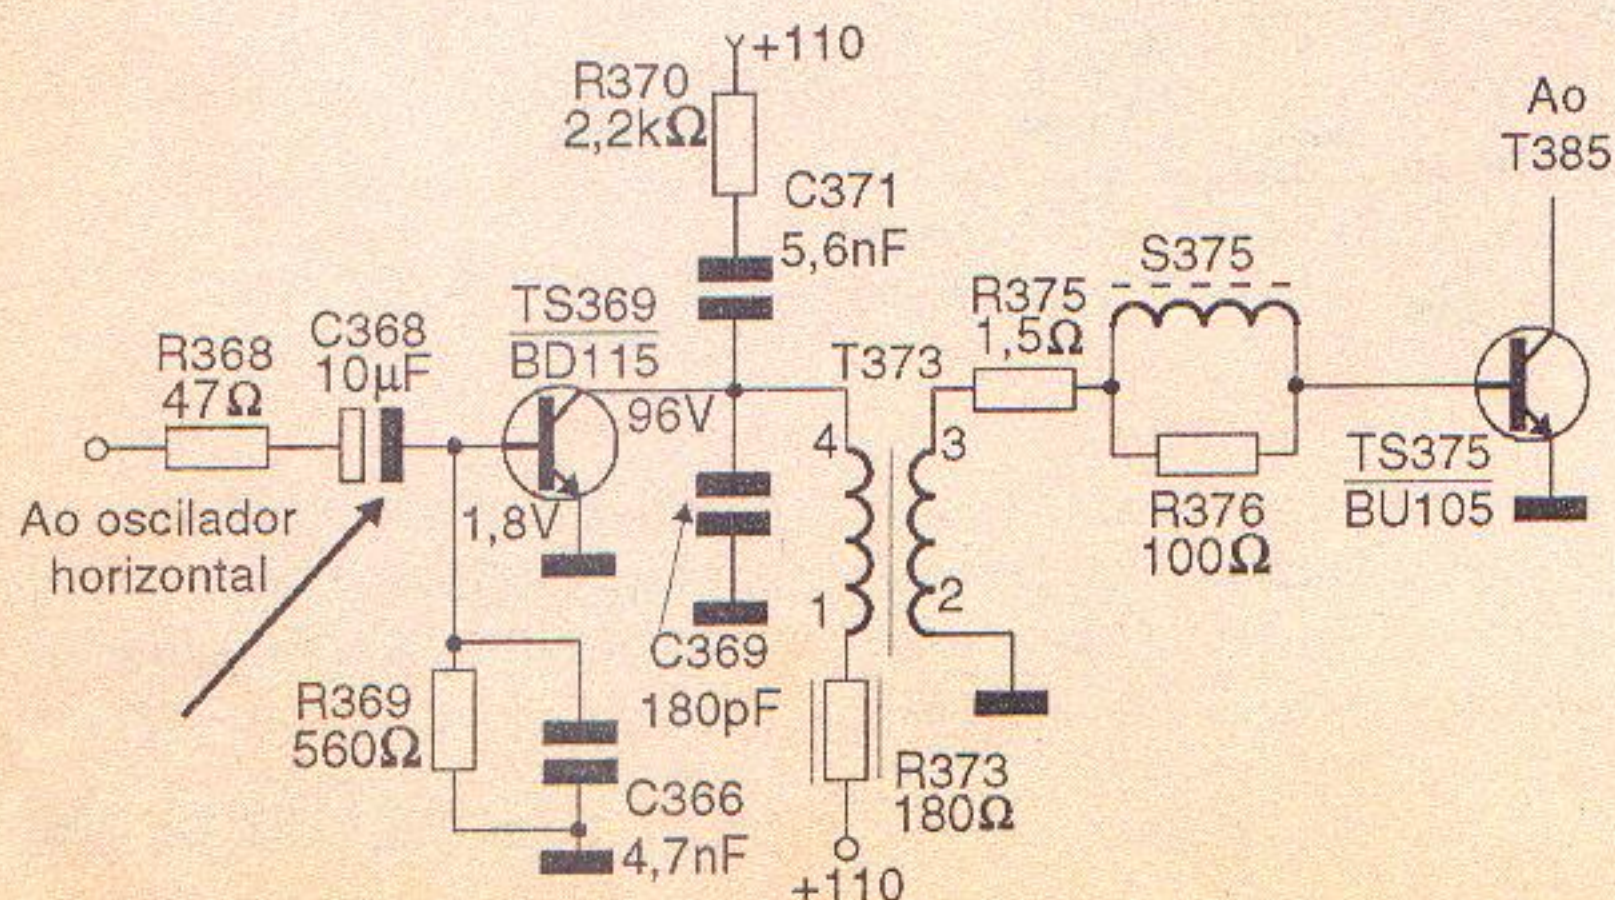 +110
R370
2,2kΩ
C371
5,6nF
Ao
T385
TS369
BD115
96V
1,8V
C368
10µF
R368
47Ω
Ao oscilador
horizontal
T373
4
1
3
2
R375
1,5Ω
S375
R376
100Ω
TS375
BU105
C369
180pF
R369
560Ω
C366
4,7nF
R373
180Ω
+110